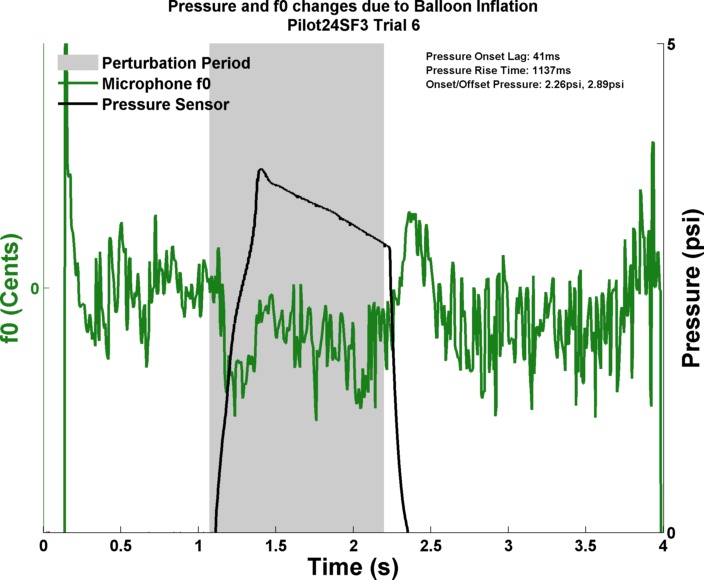 Pressure and f0 changes due to Balloon Inflation
Pilot24SF3 Trial 6
Perturbation Period
Microphone f0
Pressure Sensor
Pressure Onset Lag: 41ms
Pressure Rise Time: 1137ms
Onset/Offset Pressure: 2.26psi, 2.89psi
5
0
f0 (Cents)
0
Pressure (psi)
0 0.5 1 1.5 2 2.5 3 3.5 4
Time (s)